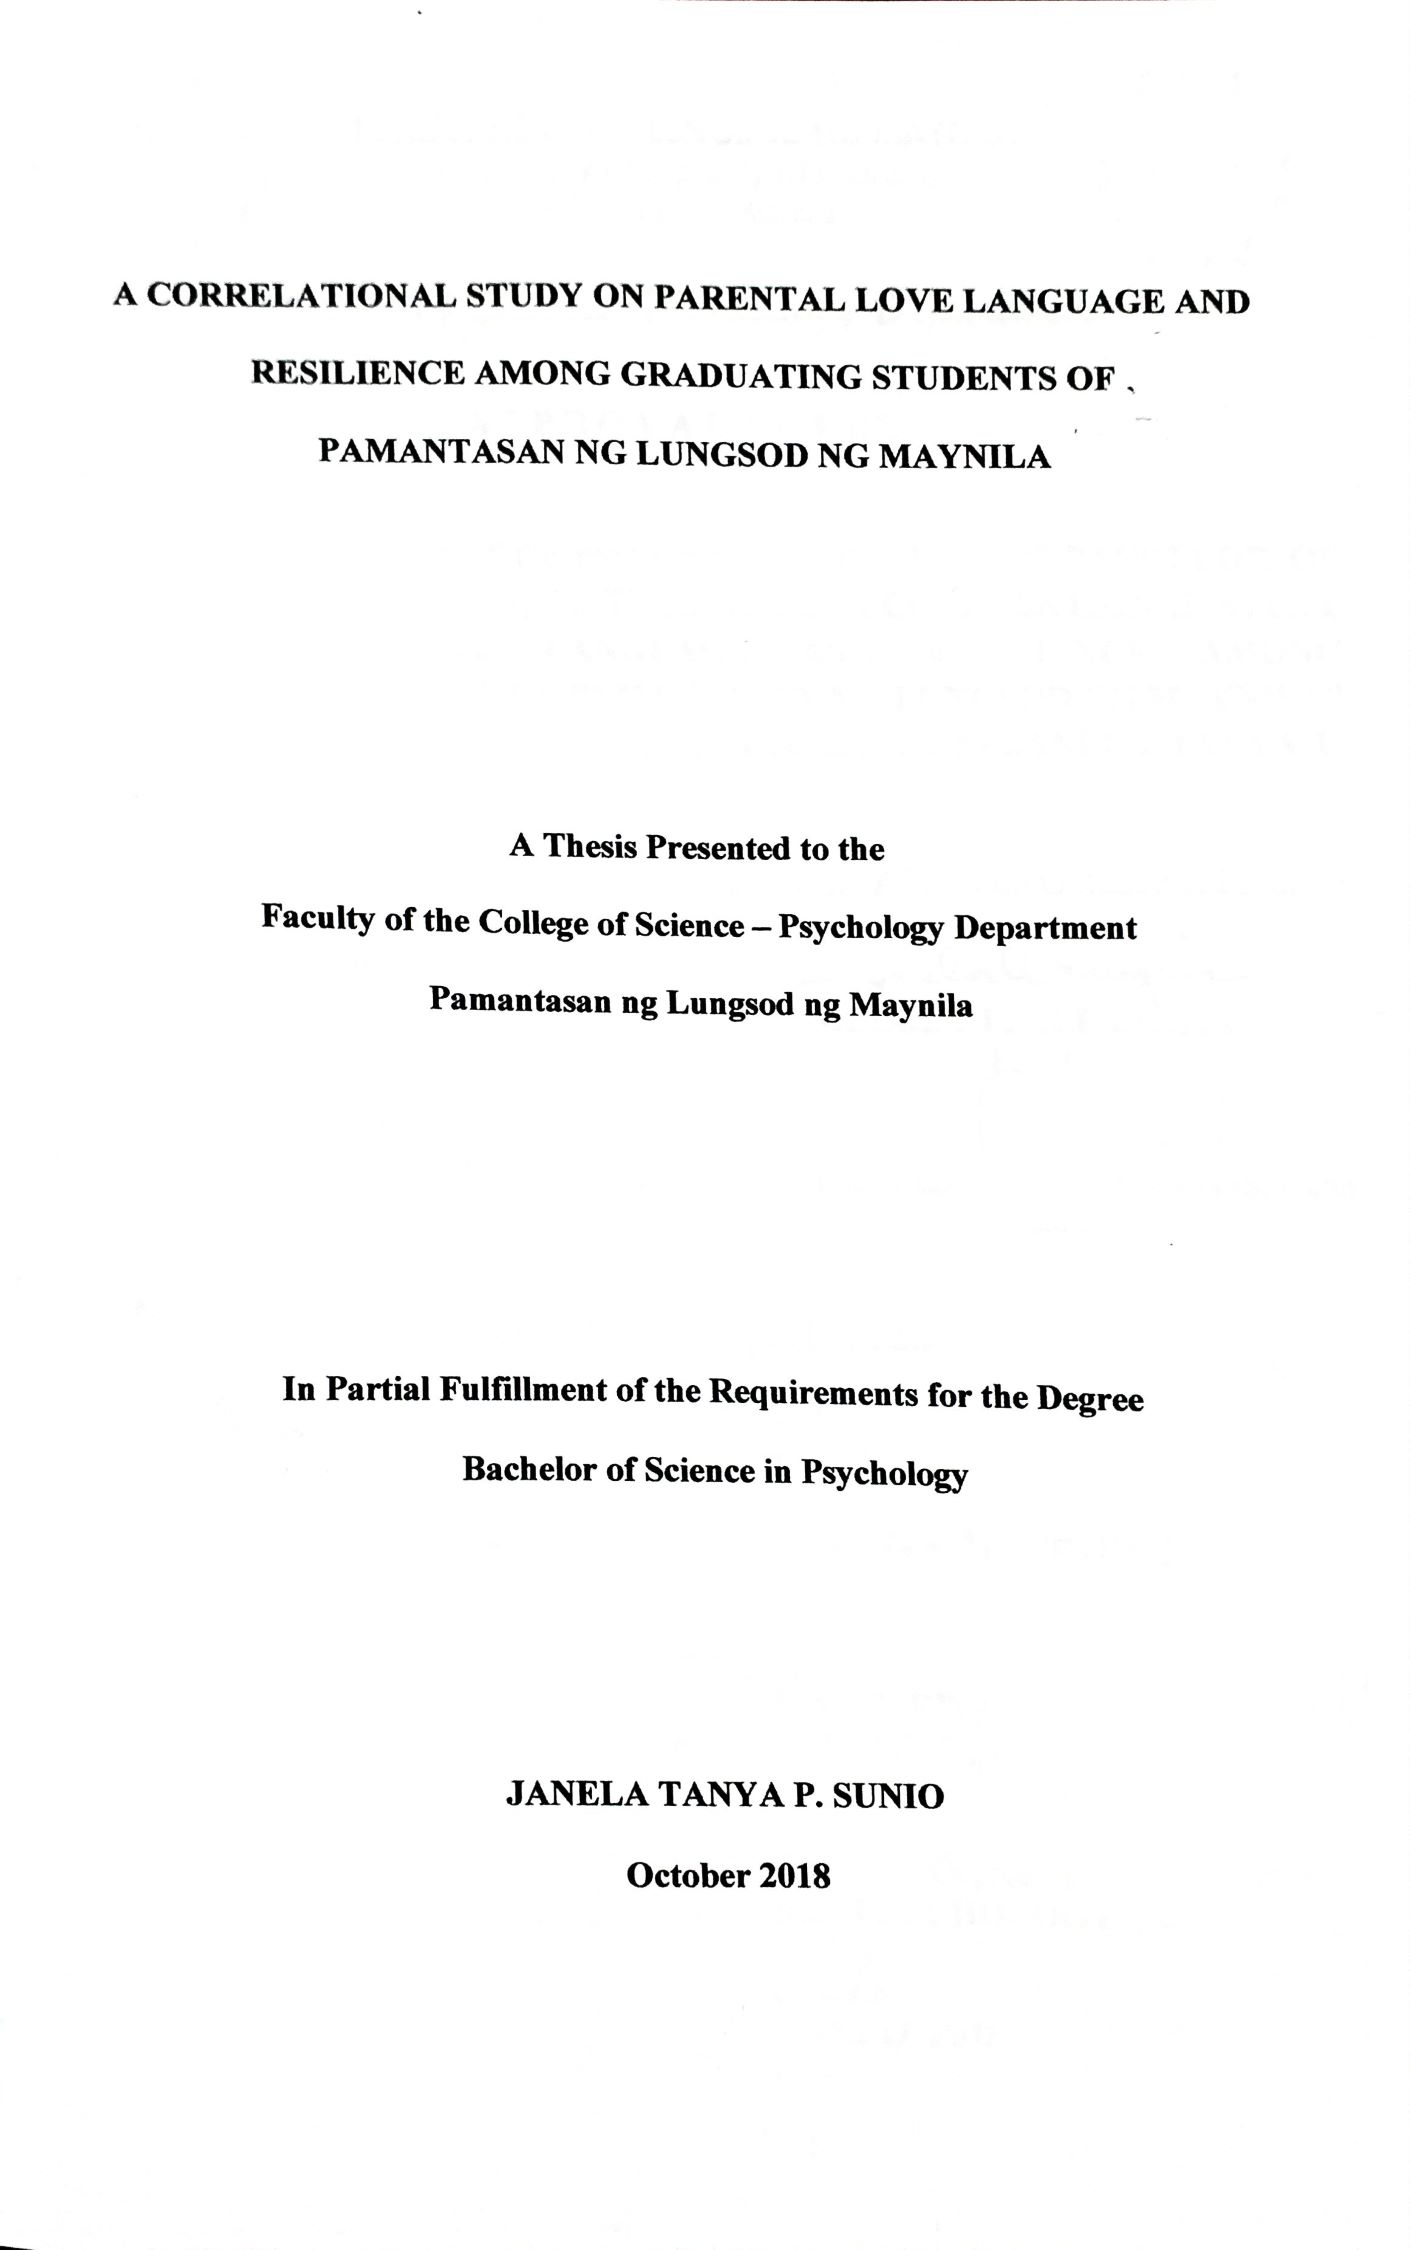 A CORRELATIONAL STUDY ON PARENTAL LOVE LANGUAGE AND
RESILIENCE AMONG GRADUATING STUDENTS OF
PAMANTASAN NG LUNGSOD NG MAYNILA
A Thesis Presented to the
Faculty of the College of Science – Psychology Department
Pamantasan ng Lungsod ng Maynila
In Partial Fulfillment of the Requirements for the Degree
Bachelor of Science in Psychology
JANELA TANYA P. SUNIO
October 2018